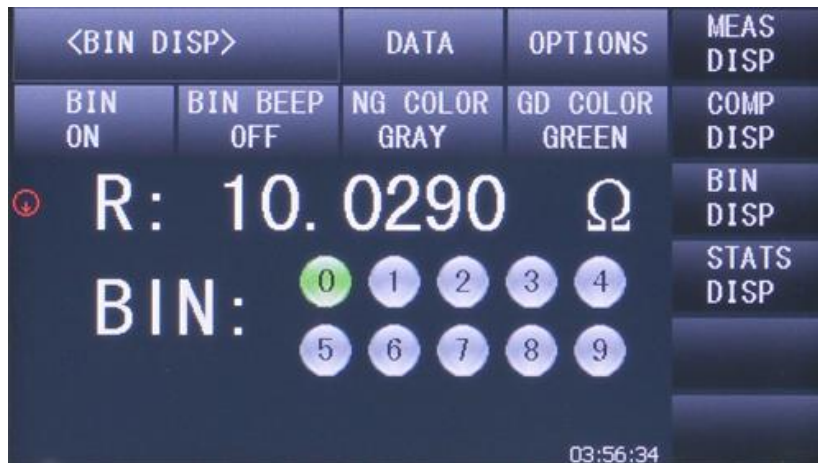 <BIN DISP>
DATA
OPTIONS
MEAS
DISP
BIN
ON
BIN BEEP
OFF
NG COLOR
GRAY
GD COLOR
GREEN
COMP
DISP
R: 10.0290 Ω
BIN
DISP
BIN:
0 1 2 3 4
5 6 7 8 9
STATS
DISP
03:56:34